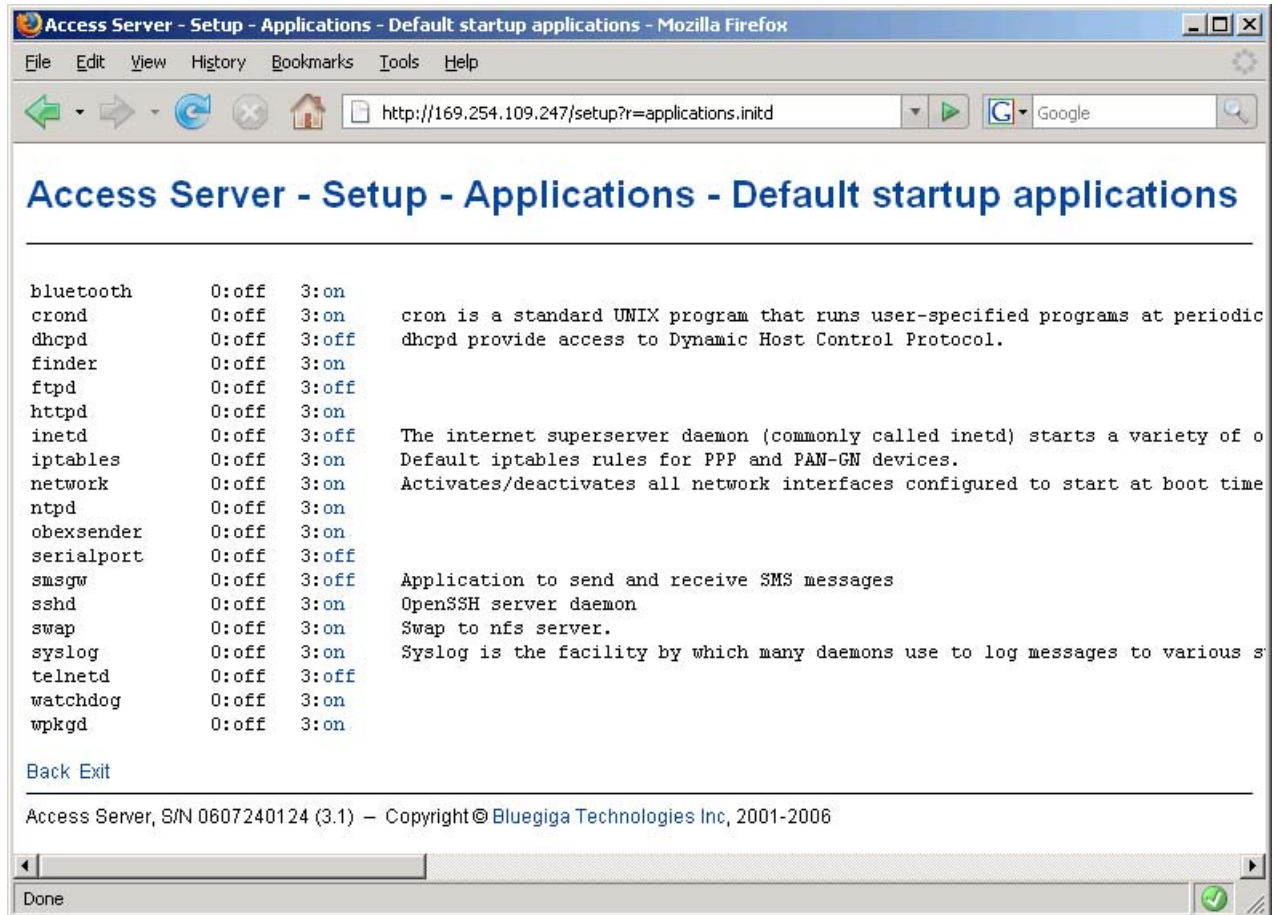 Access Server - Setup - Applications - Default startup applications - Mozilla Firefox
File Edit View History Bookmarks Tools Help
http://169.254.109.247/setup?r=applications.initd G Google
Access Server - Setup - Applications - Default startup applications
bluetooth 0:off 3:on
crond 0:off 3:on cron is a standard UNIX program that runs user-specified programs at periodic
dhcpd 0:off 3:off dhcpd provide access to Dynamic Host Control Protocol.
finder 0:off 3:on
ftpd 0:off 3:off
httpd 0:off 3:on
inetd 0:off 3:off The internet superserver daemon (commonly called inetd) starts a variety of o
iptables 0:off 3:on Default iptables rules for PPP and PAN-GN devices.
network 0:off 3:on Activates/deactivates all network interfaces configured to start at boot time
ntpd 0:off 3:on
obexsender 0:off 3:on
serialport 0:off 3:off
smsgw 0:off 3:off Application to send and receive SMS messages
sshd 0:off 3:on OpenSSH server daemon
swap 0:off 3:on Swap to nfs server.
syslog 0:off 3:on Syslog is the facility by which many daemons use to log messages to various s
telnetd 0:off 3:off
watchdog 0:off 3:on
wpkgd 0:off 3:on
Back Exit
Access Server, S/N 0607240124 (3.1) – Copyright © Bluegiga Technologies Inc, 2001-2006
Done